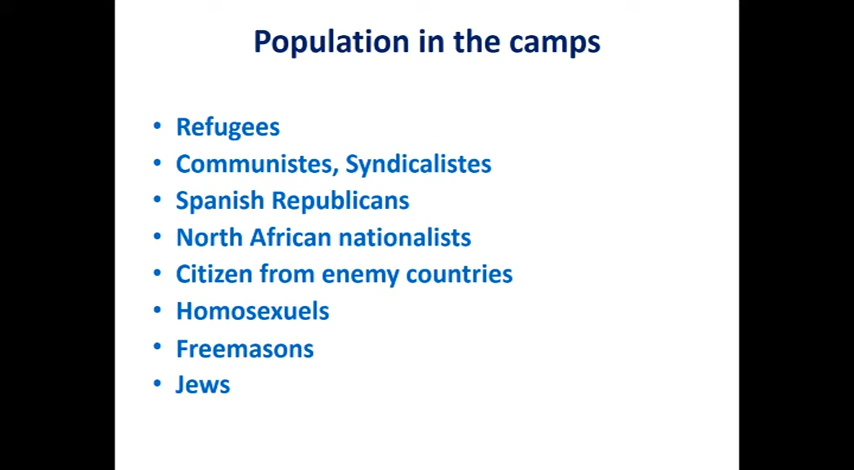 Population in the camps
• Refugees
• Communistes, Syndicalistes
• Spanish Republicans
• North African nationalists
• Citizen from enemy countries
• Homosexuels
• Freemasons
• Jews